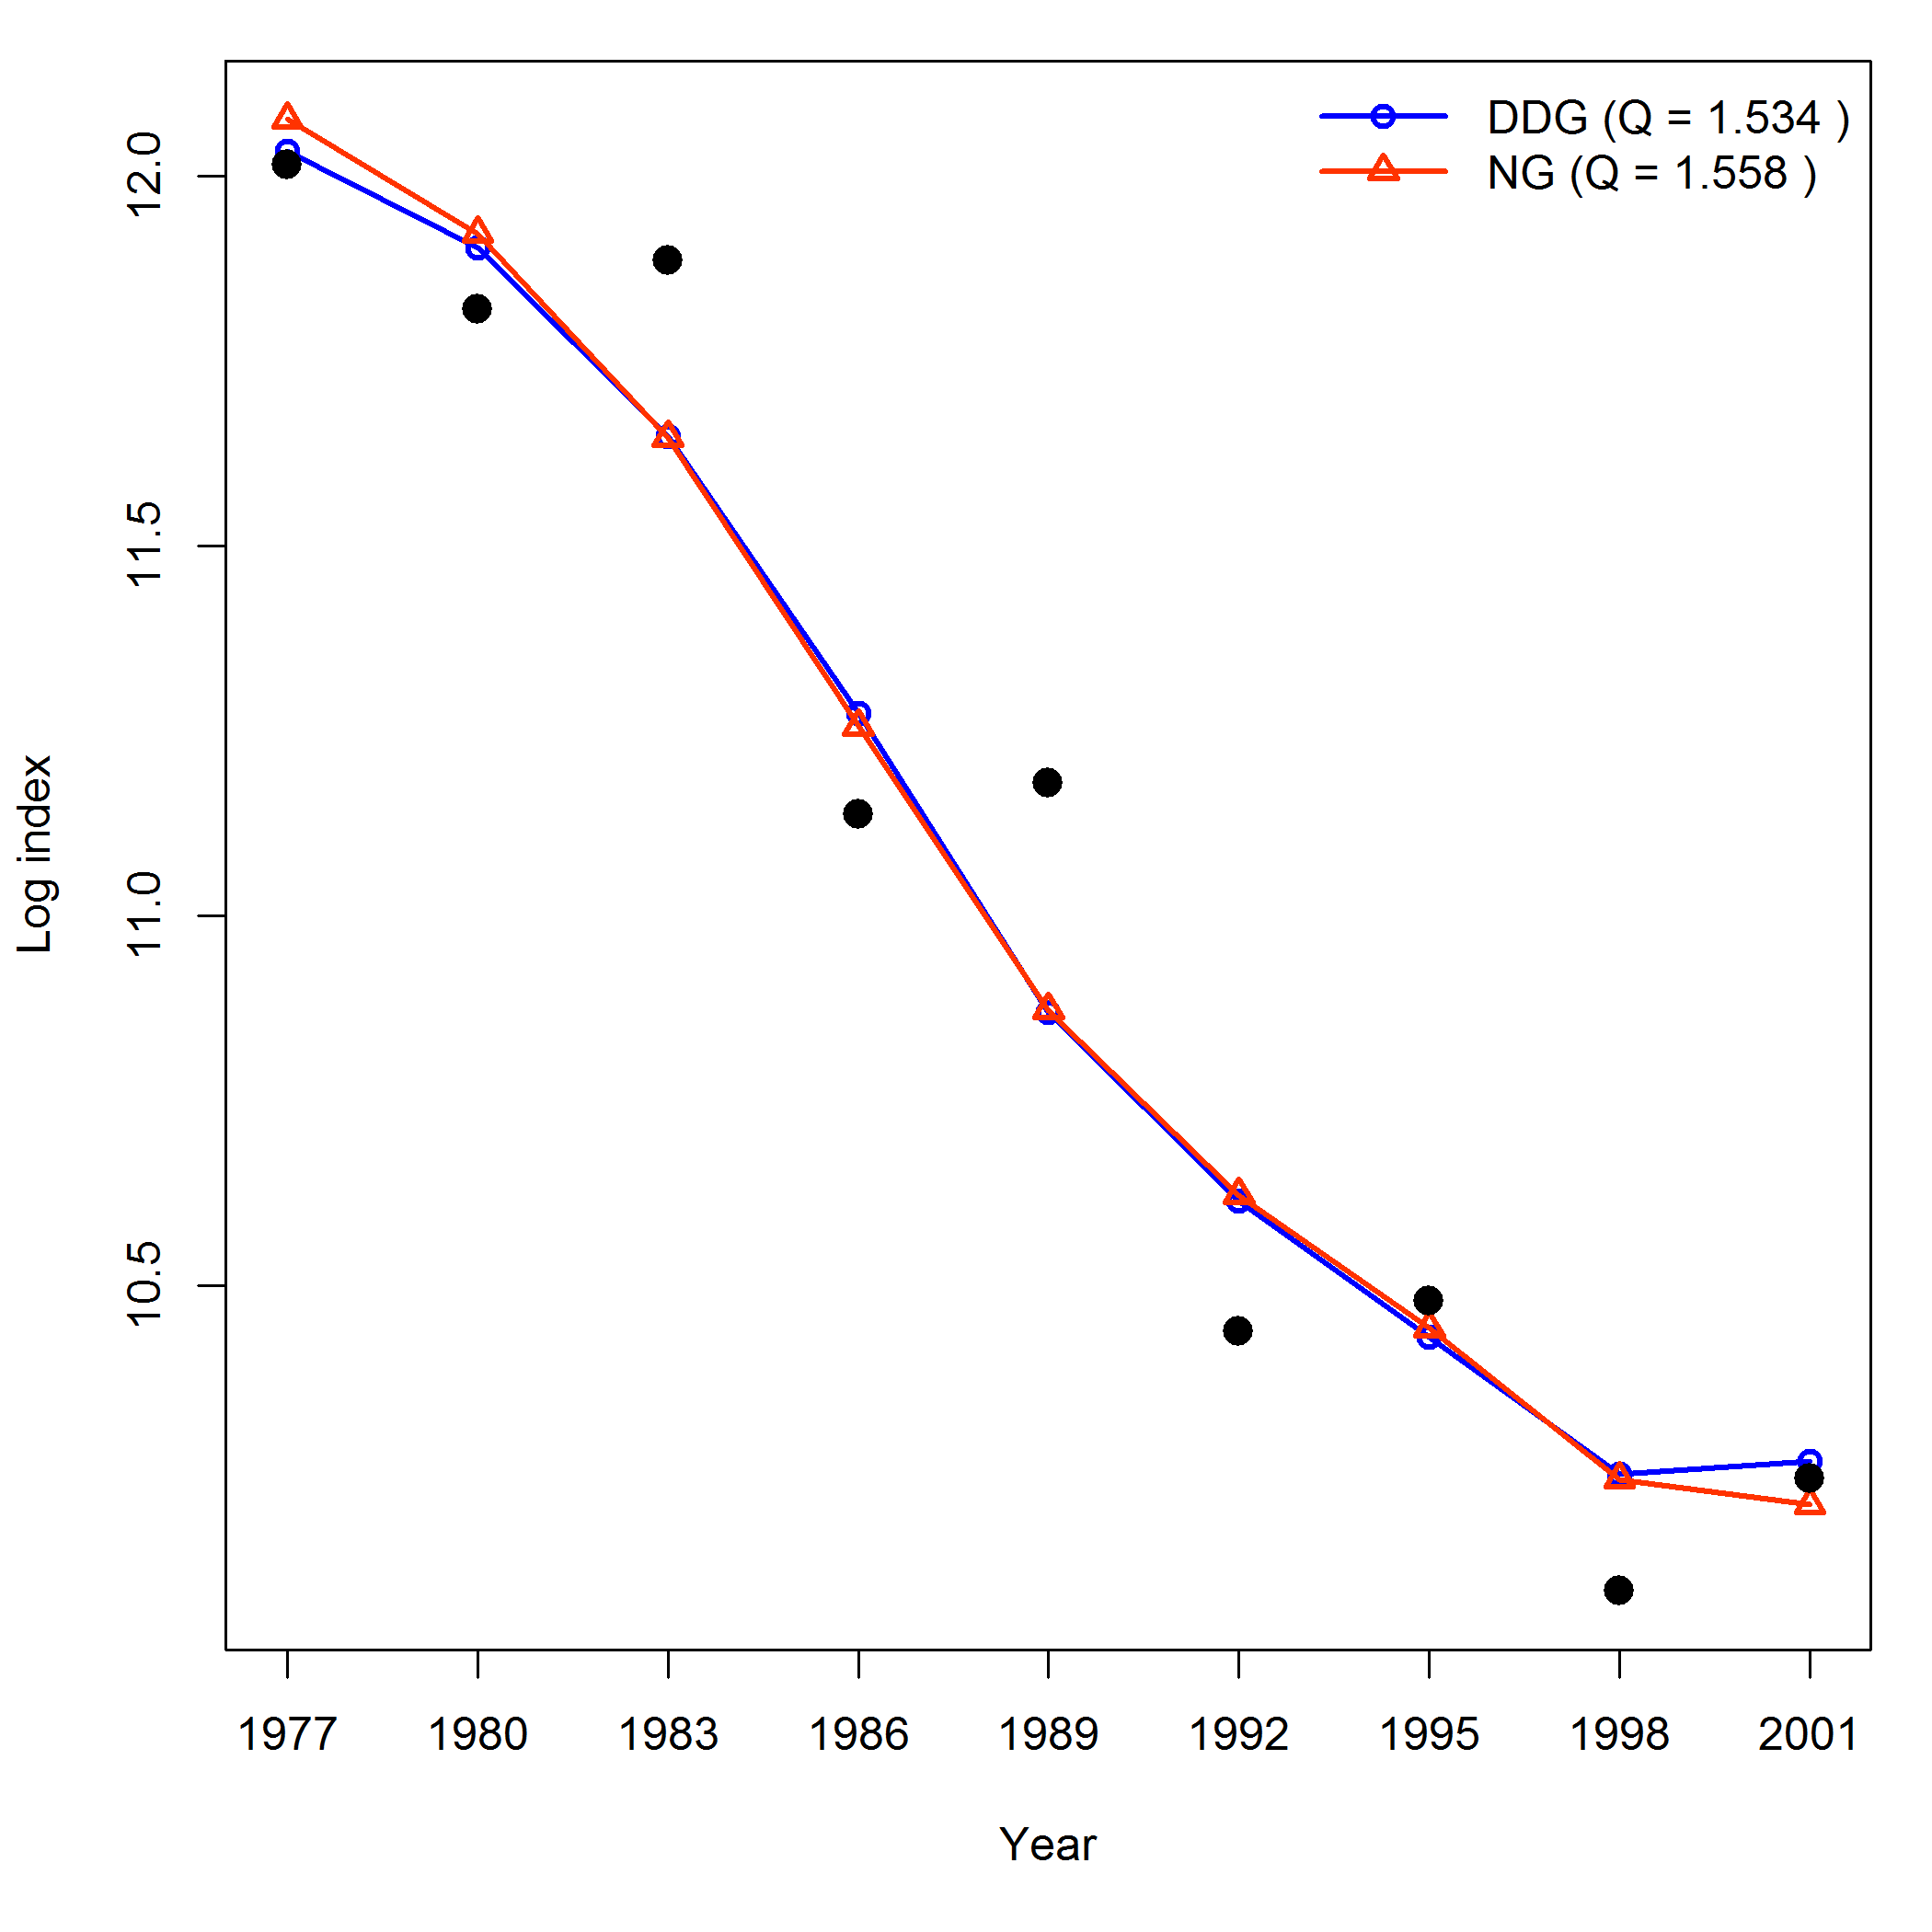 DDG (Q = 1.534 )
NG (Q = 1.558 )
12.0
11.5
11.0
10.5
Log index
1977 1980 1983 1986 1989 1992 1995 1998 2001
Year